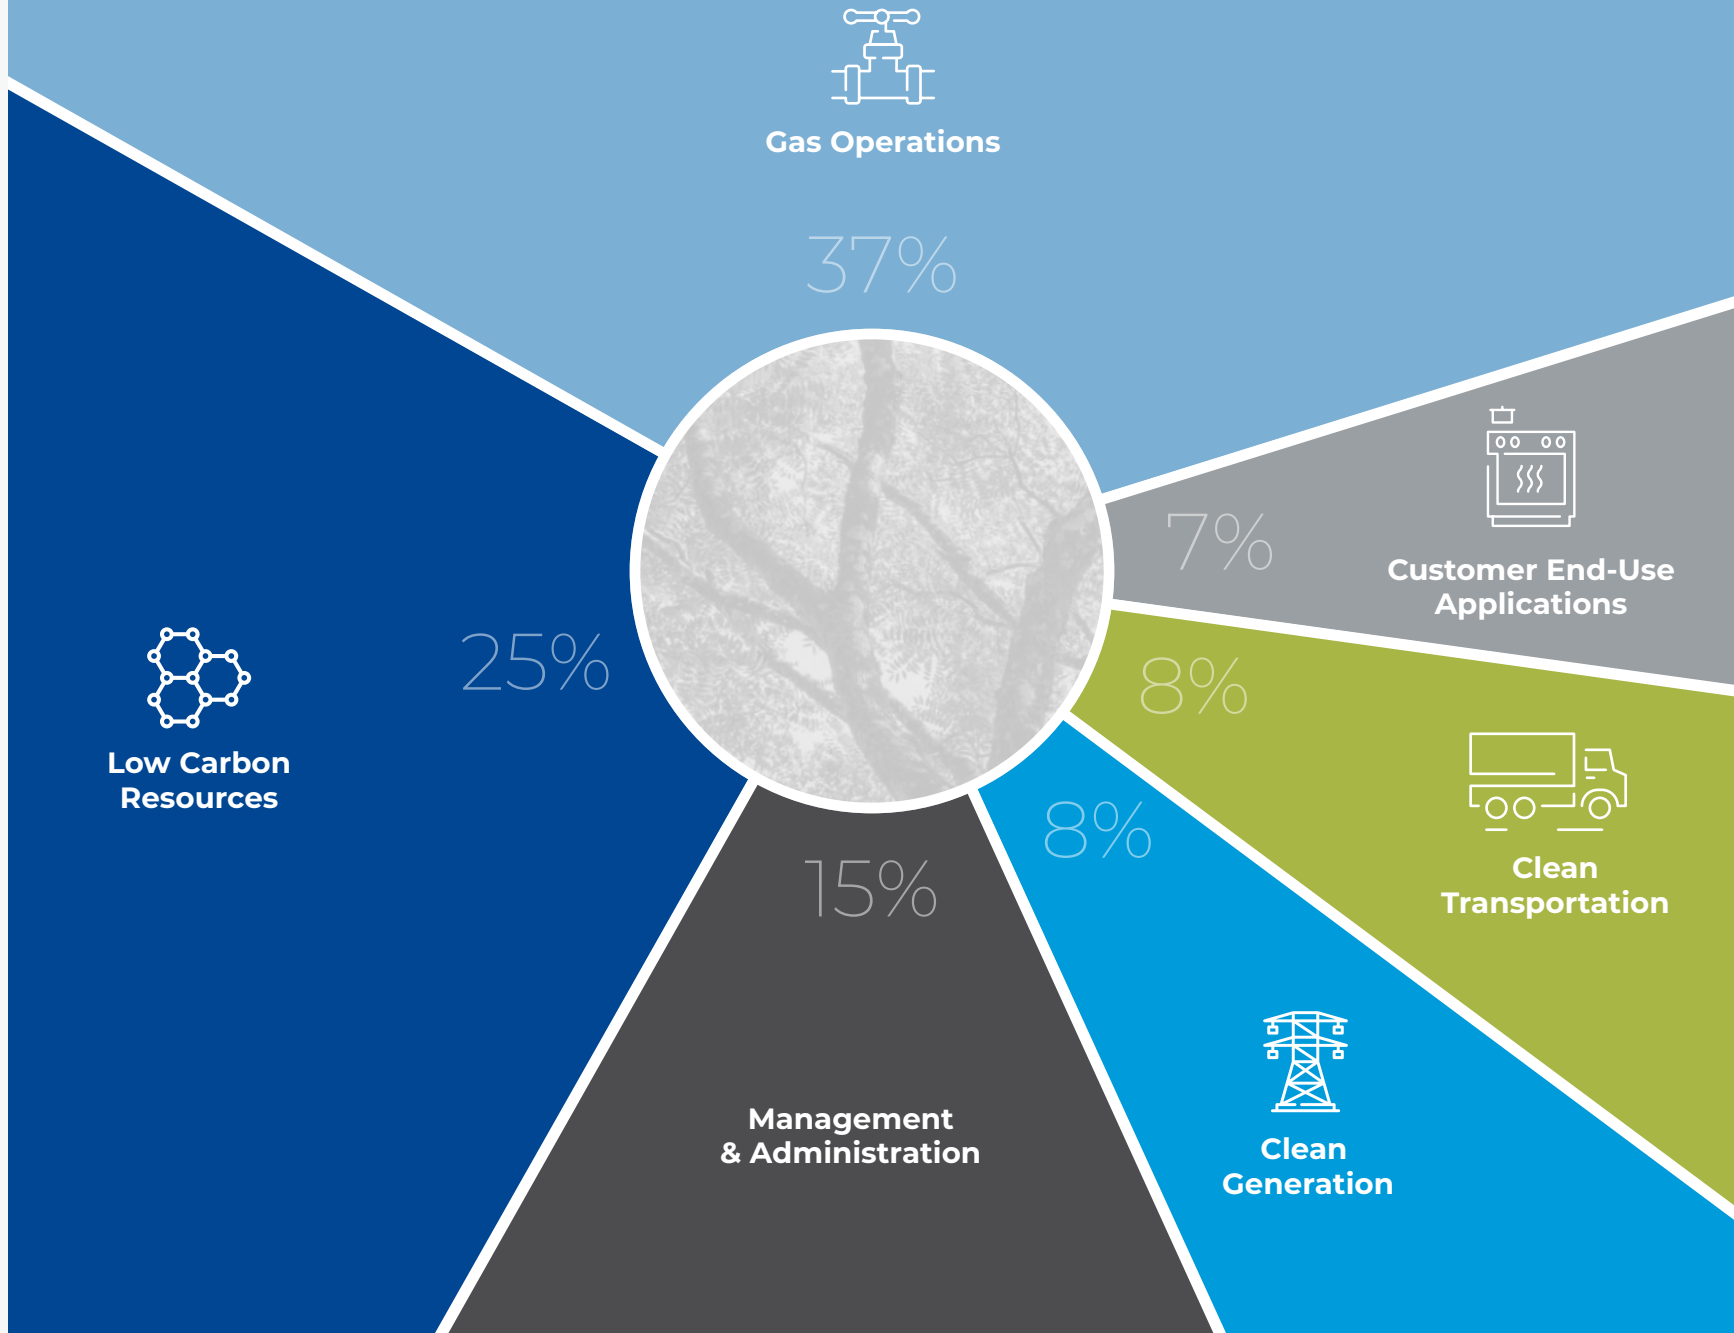 Gas Operations
37%
7%
Customer End-Use
Applications
25%
8%
Low Carbon
Resources
8%
15%
Clean
Transportation
Management
& Administration
Clean
Generation